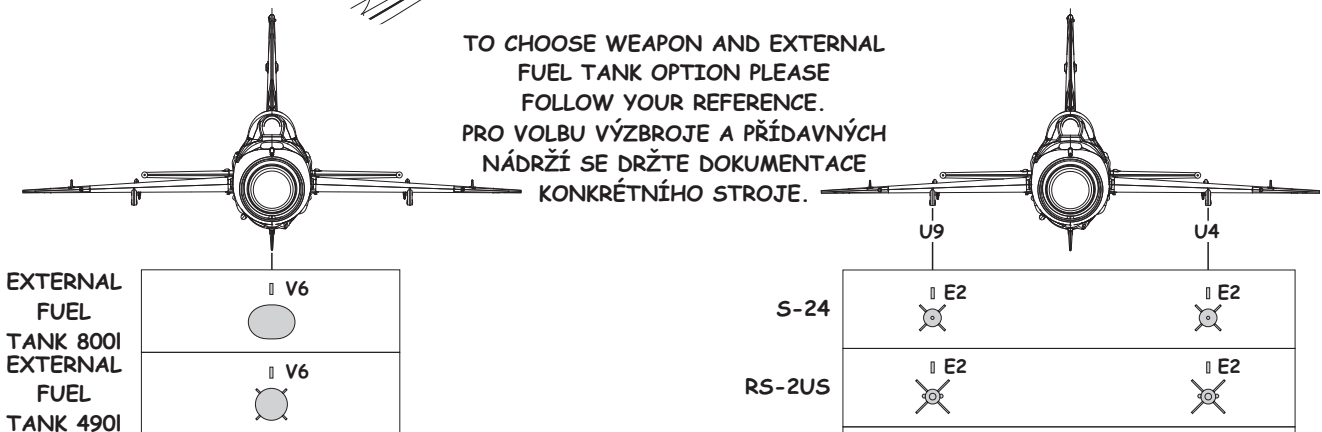 TO CHOOSE WEAPON AND EXTERNAL
FUEL TANK OPTION PLEASE
FOLLOW YOUR REFERENCE.
PRO VOLBU VÝZBROJE A PŘÍDAVNÝCH
NÁDRŽÍ SE DRŽTE DOKUMENTACE
KONKRÉTNÍHO STROJE.
U9
U4
EXTERNAL
FUEL
TANK 800l
V6
EXTERNAL
FUEL
TANK 490l
V6
S-24
E2
E2
RS-2US
E2
E2